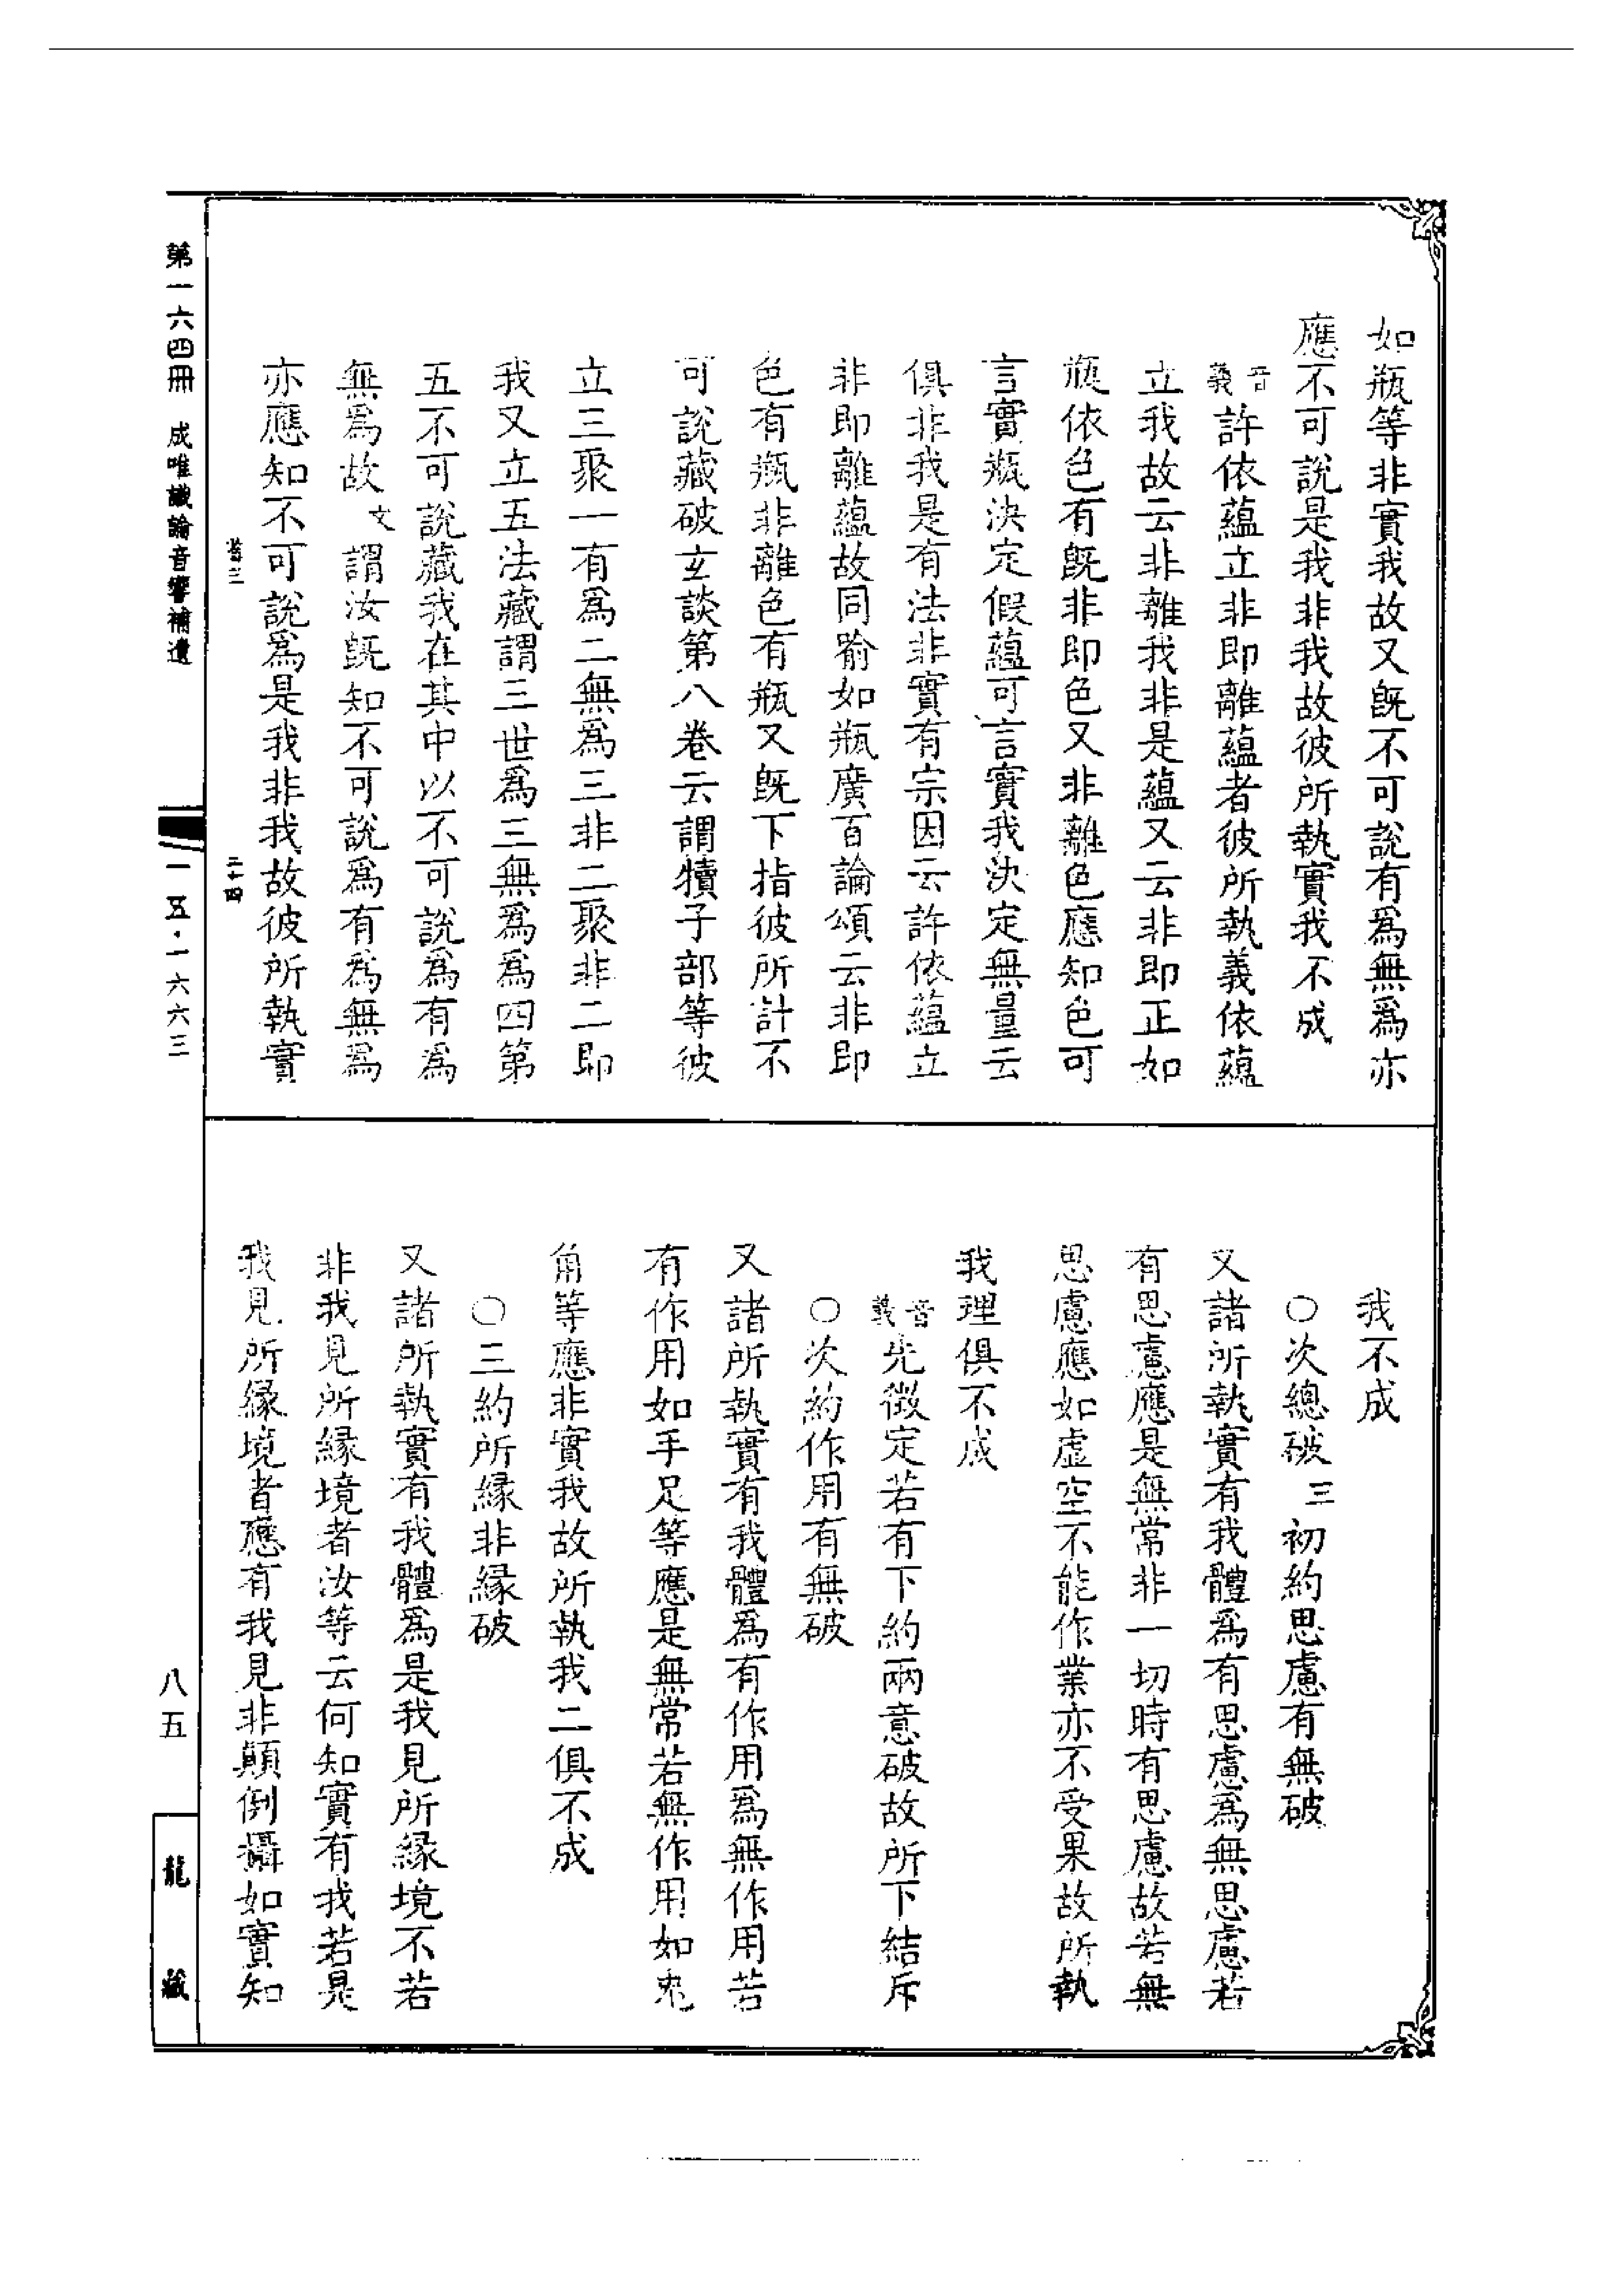 如瓶等非實我故又既不可說有為無為亦
應不可說是我非我故彼所執實我不成
音義許依蘊立非即離蘊者彼所執義依蘊
立我故云非離我非是蘊又云非即正如
瓶依色有既非即色又非離色應知色可
言實瓶決定假蘊可言實我決定無量云
俱非我是有法非實有宗因云許依蘊立
非即離蘊故同喻如瓶廣百論頌云非即
色有瓶非離色有瓶又既下指彼所計不
可說藏破玄談第八卷云謂犢子部等彼
立三聚一有為二無為三非二聚非二即
我又立五法藏謂三世為三無為為四第
五不可說藏我在其中以不可說為有為
無為故文謂汝既知不可說為有為無為
亦應知不可說為是我非我故彼所執實
二十四
我不成
○次總破三初約思慮有無破
又諸所執實有我體為有思慮為無思慮若
有思慮應是無常非一切時有思慮故若無
思慮應如虛空不能作業亦不受果故所執
我理俱不成
音義先徵定若有下約兩意破故所下結斥
○次約作用有無破
又諸所執實有我體為有作用為無作用若
有作用如手足等應是無常若無作用如兔
角等應非實我故所執我二俱不成
○三約所緣非緣破
又諸所執實有我體為是我見所緣境不若
非我見所緣境者汝等云何知實有我若是
我見所緣境者應有我見非顛倒攝如實知
第一六四冊 成唯識論音響補遺
一五·一六六三
八五
龍藏